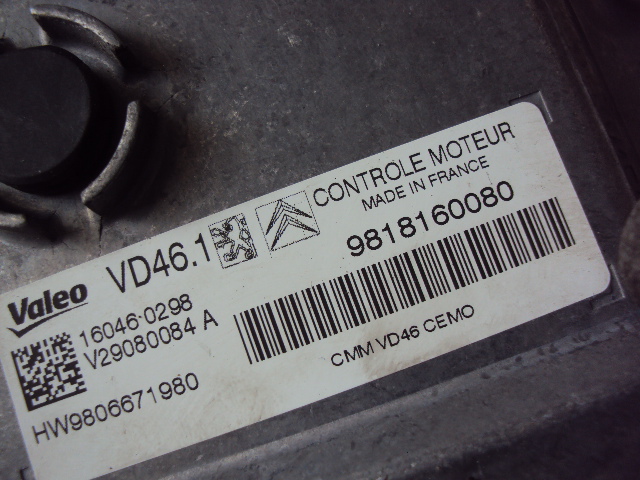 Valeo VD46.1 CONTROLE MOTEUR
MADE IN FRANCE
9818160080
16046-0298
V29080084 A
CMM VD46 CEMO
HW9806671980